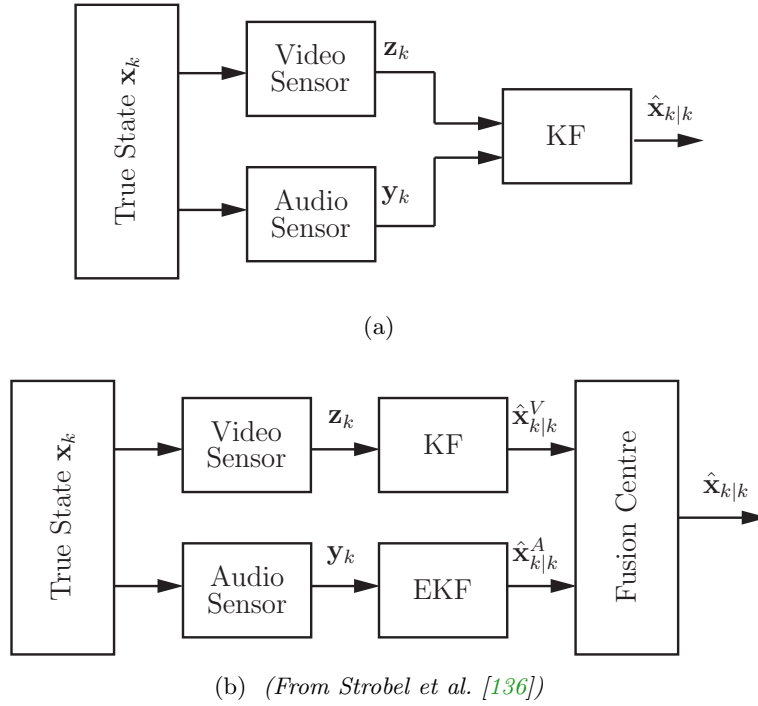 True State x_k
Video
Sensor
z_k
Audio
Sensor
y_k
KF
x̂_{k|k}
(a)
True State x_k
Video
Sensor
z_k
KF
x̂^V_{k|k}
Audio
Sensor
y_k
EKF
x̂^A_{k|k}
Fusion Centre
x̂_{k|k}
(b) (From Strobel et al. [136])